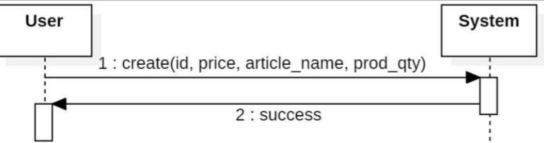 User
System
1 : create(id, price, article_name, prod_qty)
2 : success